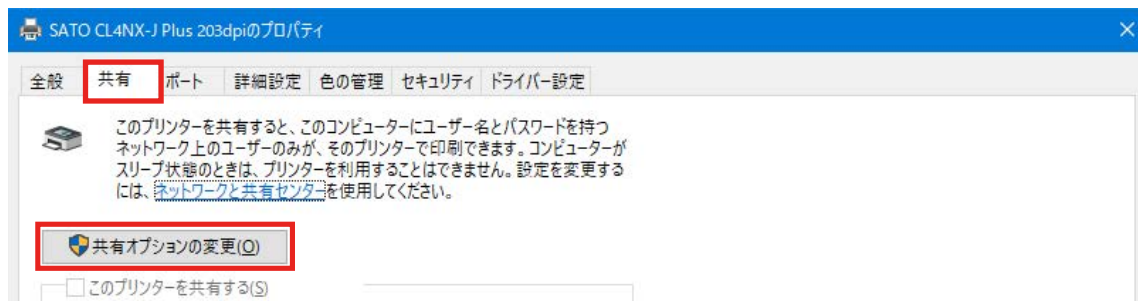 SATO CL4NX-J Plus 203dpiのプロパティ
全般 共有 ポート 詳細設定 色の管理 セキュリティ ドライバー設定
このプリンターを共有すると、このコンピューターにユーザー名とパスワードを持つ
ネットワーク上のユーザーのみが、そのプリンターで印刷できます。コンピューターが
スリープ状態のときは、プリンターを利用することはできません。設定を変更する
には、ネットワークと共有センターを使用してください。
共有オプションの変更(O)
このプリンターを共有する(S)